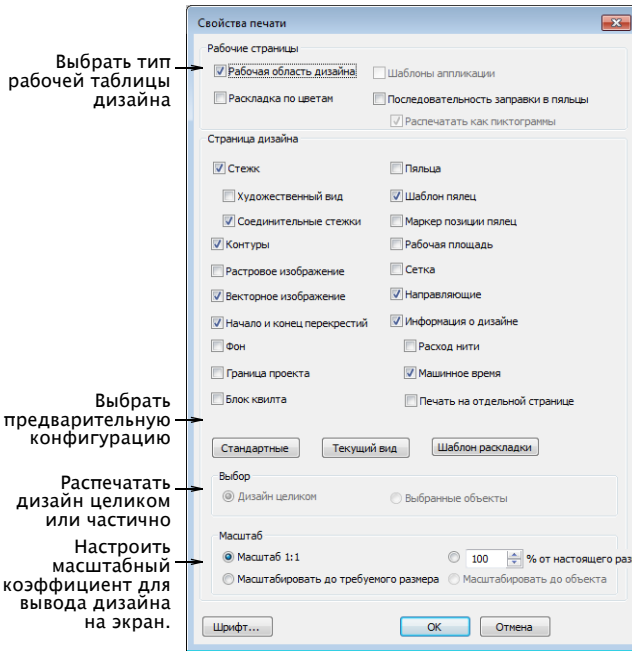 Свойства печати
Рабочие страницы
Выбрать тип
рабочей таблицы
дизайна
Рабочая область дизайна
Шаблоны аппликации
Раскладка по цветам
Последовательность заправки в пяльцы
Распечатать как пиктограммы
Страница дизайна
Стежк
Пяльца
Художественный вид
Шаблон пялец
Соединительные стежки
Маркер позиции пялец
Контуры
Рабочая площадь
Растровое изображение
Сетка
Векторное изображение
Направляющие
Начало и конец перекрестий
Информация о дизайне
Фон
Расход нити
Граница проекта
Машинное время
Блок квилта
Печать на отдельной странице
Выбрать
предварительную
конфигурацию
Стандартные
Текущий вид
Шаблон раскладки
Распечатать
дизайн целиком
или частично
Выбор
Дизайн целиком
Выбранные объекты
Настроить
масштабный
коэффициент для
вывода дизайна
на экран.
Масштаб
Масштаб 1:1
100 % от настоящего раз
Масштабировать до требуемого размера
Масштабировать до объекта
Шрифт...
OK
Отмена